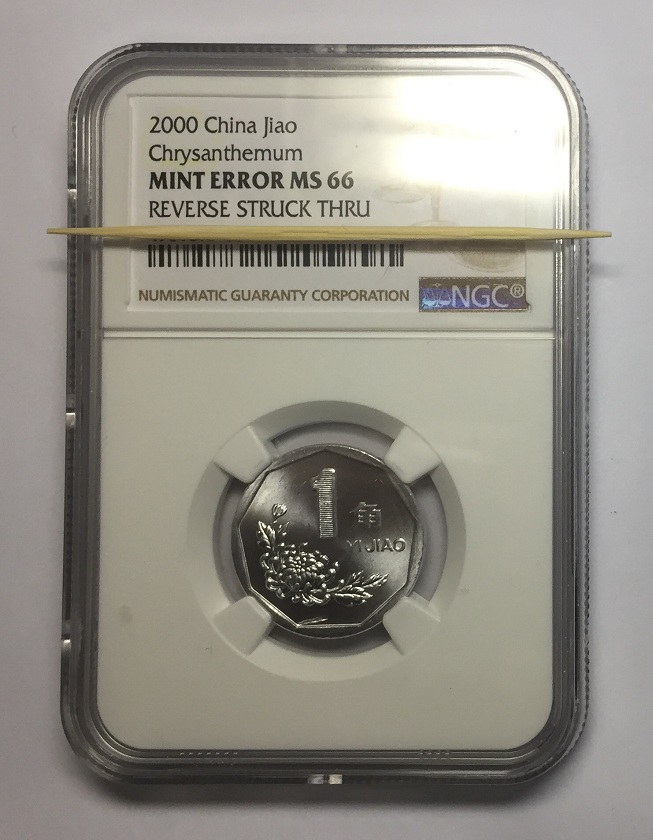 2000 China Jiao
Chrysanthemum
MINT ERROR MS 66
REVERSE STRUCK THRU
NUMISMATIC GUARANTY CORPORATION
NGC®
1 角
YI JIAO